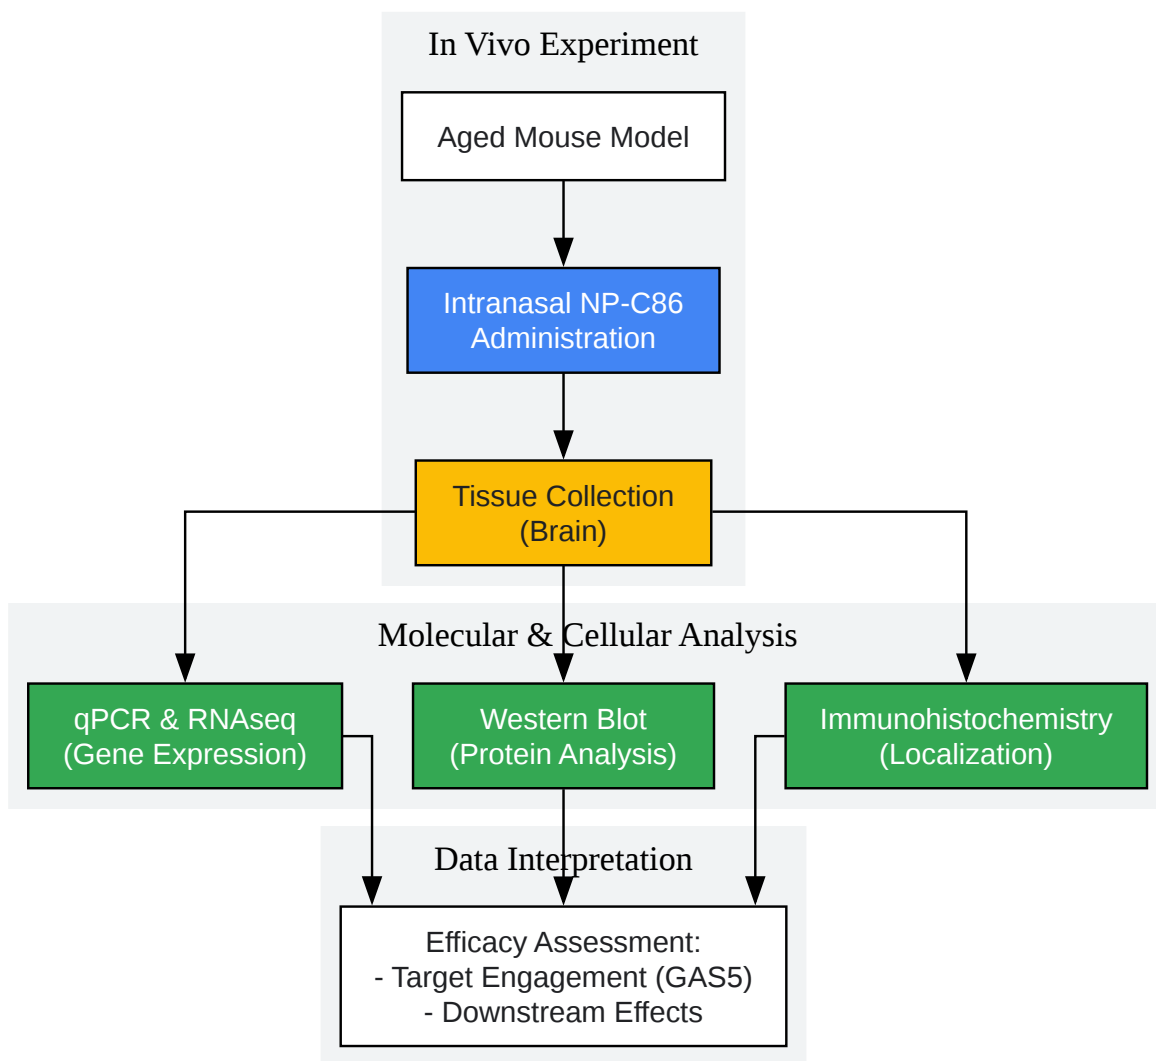 In Vivo Experiment
Aged Mouse Model
Intranasal NP-C86
Administration
Tissue Collection
(Brain)
Molecular & Cellular Analysis
qPCR & RNAseq
(Gene Expression)
Western Blot
(Protein Analysis)
Immunohistochemistry
(Localization)
Data Interpretation
Efficacy Assessment:
- Target Engagement (GAS5)
- Downstream Effects